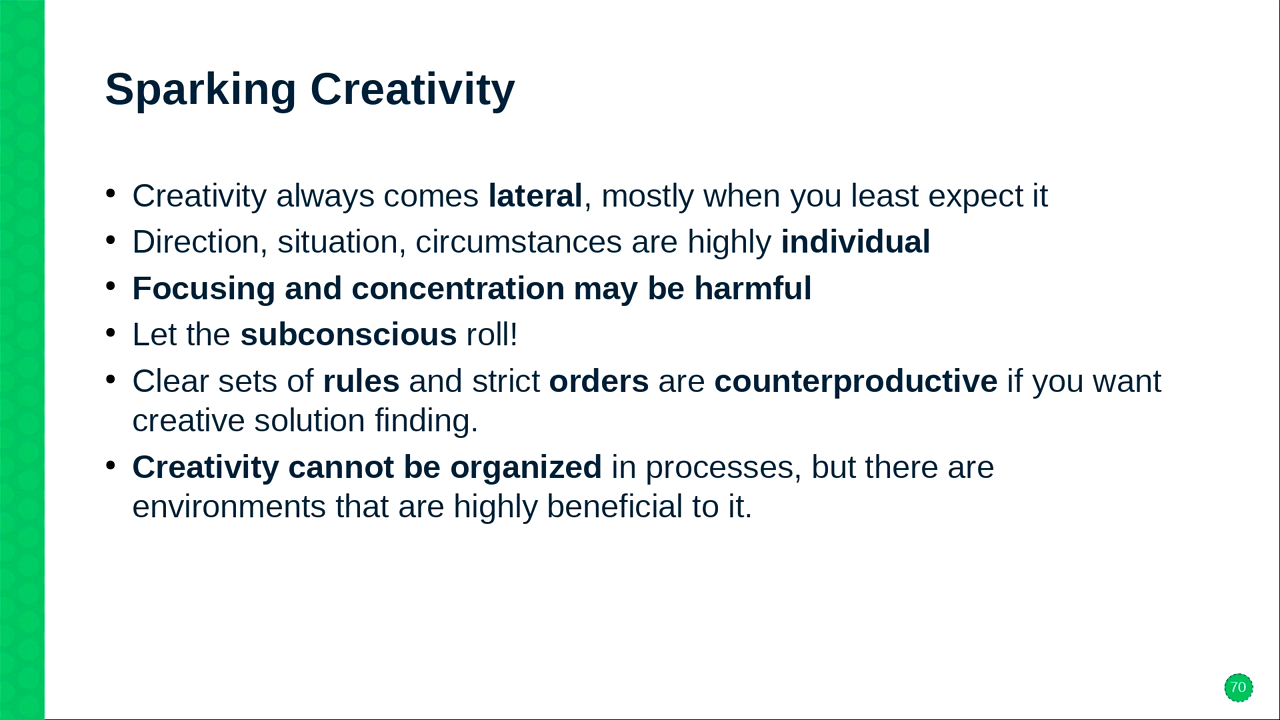 Sparking Creativity
• Creativity always comes lateral, mostly when you least expect it
• Direction, situation, circumstances are highly individual
• Focusing and concentration may be harmful
• Let the subconscious roll!
• Clear sets of rules and strict orders are counterproductive if you want
creative solution finding.
• Creativity cannot be organized in processes, but there are
environments that are highly beneficial to it.
70